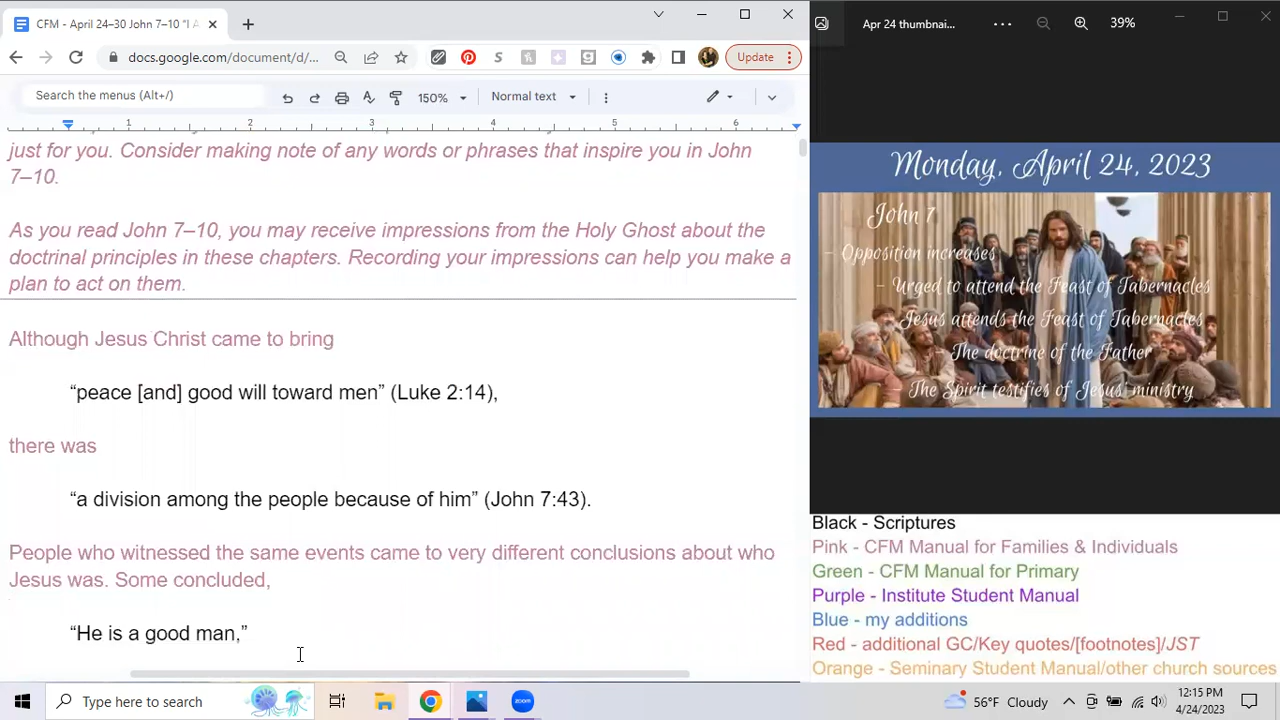 CFM - April 24–30 John 7–10 “I A
docs.google.com/document/d/...
Update
Search the menus (Alt+/)
150%
Normal text
1 2 3 4 5 6
just for you. Consider making note of any words or phrases that inspire you in John
7–10.
As you read John 7–10, you may receive impressions from the Holy Ghost about the
doctrinal principles in these chapters. Recording your impressions can help you make a
plan to act on them.
Although Jesus Christ came to bring
“peace [and] good will toward men” (Luke 2:14),
there was
“a division among the people because of him” (John 7:43).
People who witnessed the same events came to very different conclusions about who
Jesus was. Some concluded,
“He is a good man,”
Apr 24 thumbnai...
39%
Monday, April 24, 2023
John 7
- Opposition increases
- Urged to attend the Feast of Tabernacles
- Jesus attends the Feast of Tabernacles
- The doctrine of the Father
- The Spirit testifies of Jesus' ministry
Black - Scriptures
Pink - CFM Manual for Families & Individuals
Green - CFM Manual for Primary
Purple - Institute Student Manual
Blue - my additions
Red - additional GC/Key quotes/[footnotes]/JST
Orange - Seminary Student Manual/other church sources
Type here to search
zoom
56°F Cloudy
12:15 PM
4/24/2023